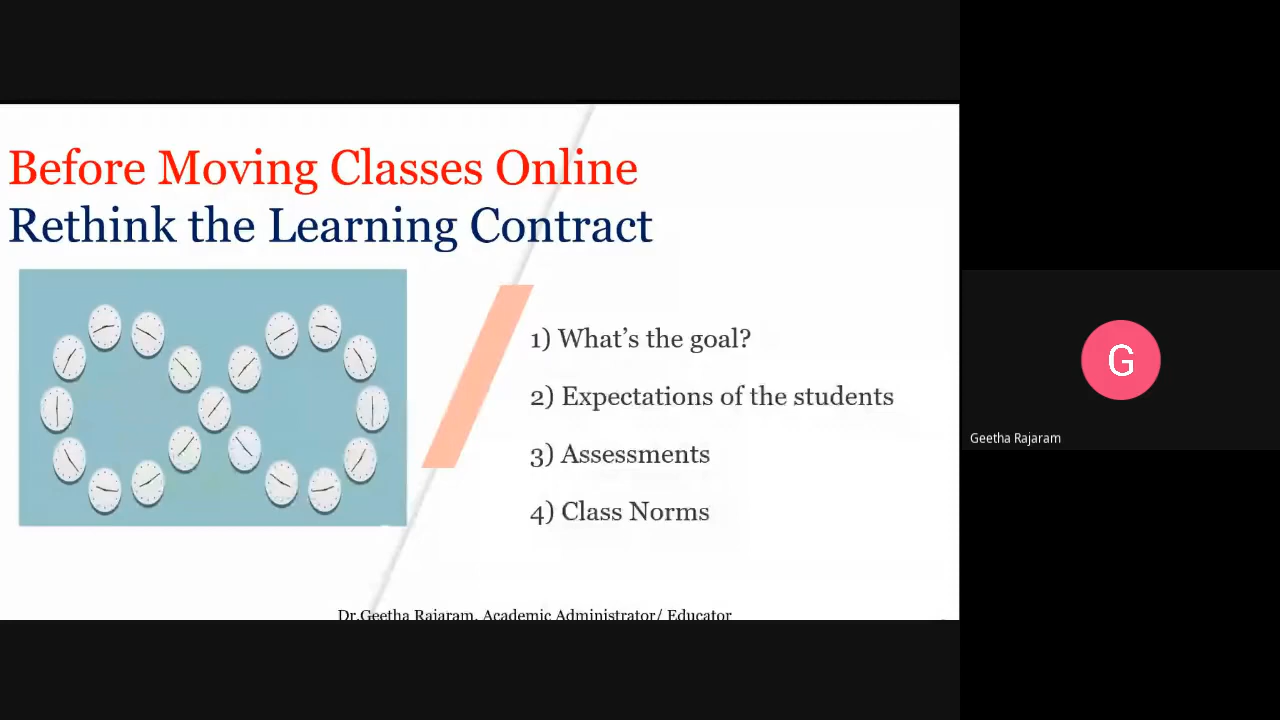 Before Moving Classes Online
Rethink the Learning Contract
1) What's the goal?
2) Expectations of the students
3) Assessments
4) Class Norms
Dr.Geetha Rajaram, Academic Administrator/ Educator
G
Geetha Rajaram